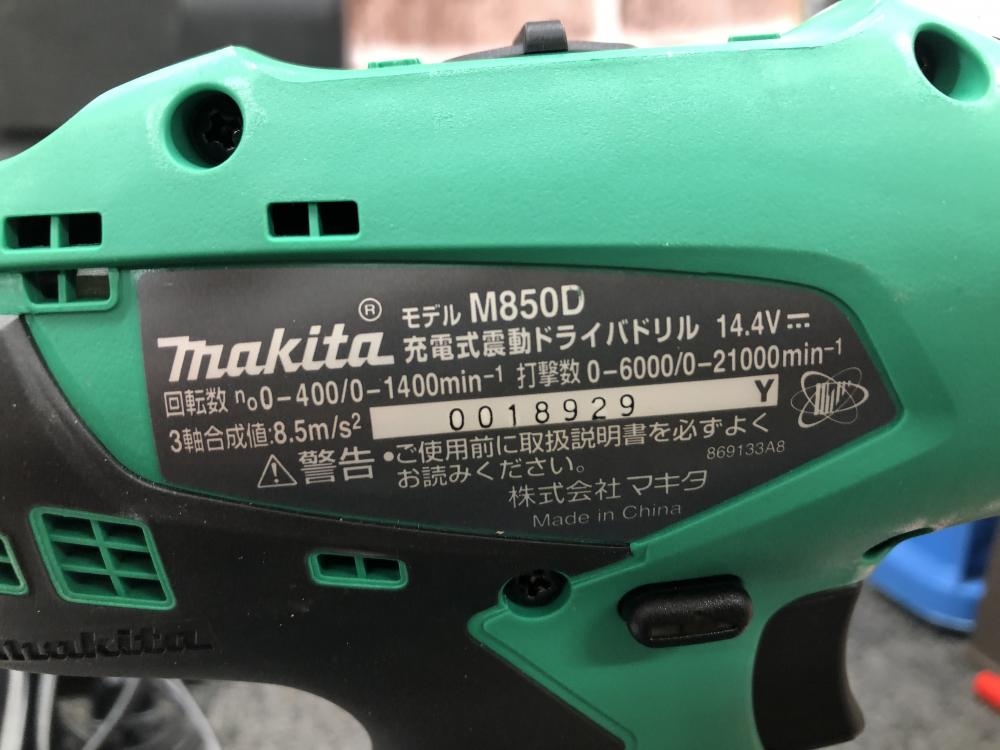 makita ® モデル M850D
充電式震動ドライバドリル 14.4V
回転数 n₀0-400/0-1400min⁻¹ 打撃数 0-6000/0-21000min⁻¹
3軸合成値:8.5m/s² 0018929 Y
⚠警告 •ご使用前に取扱説明書を必ずよく
お読みください。
869133A8
株式会社 マキタ
Made in China
makita